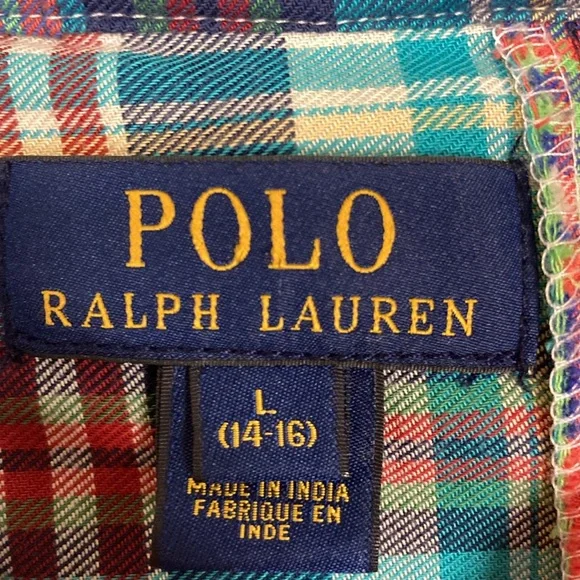 POLO
RALPH LAUREN
L
(14-16)
MADE IN INDIA
FABRIQUE EN
INDE